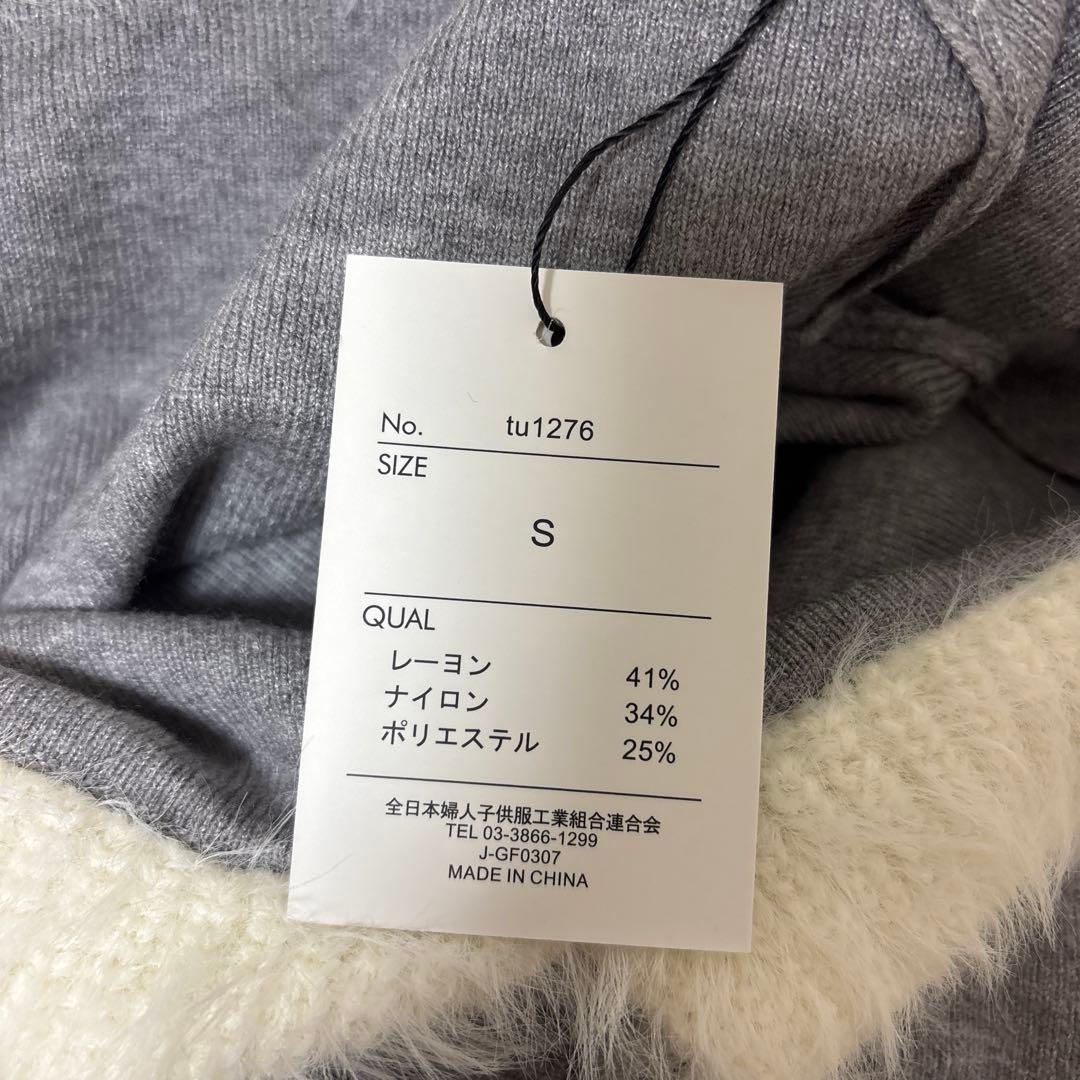 No. tu1276
SIZE
S
QUAL
レーヨン 41%
ナイロン 34%
ポリエステル 25%
全日本婦人子供服工業組合連合会
TEL 03-3866-1299
J-GF0307
MADE IN CHINA